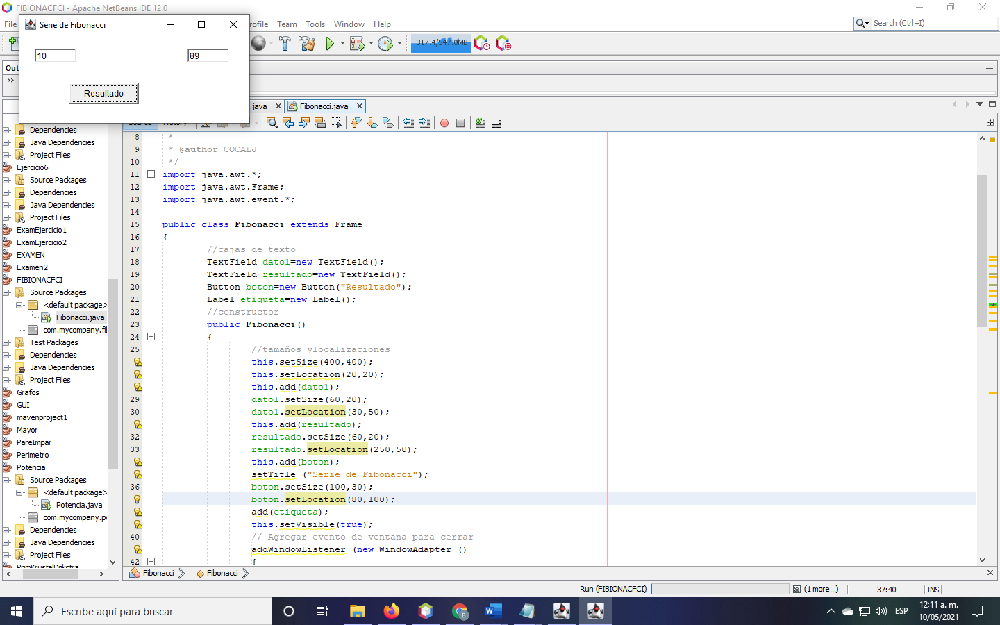 FIBIONACFCI - Apache NetBeans IDE 12.0
Serie de Fibonacci
File
Team Tools Window Help
Search (Ctrl+I)
10
89
317.4/547.0MB
Resultado
Fibonacci.java
Dependencies
Java Dependencies
Project Files
Ejercicio6
Source Packages
Dependencies
Java Dependencies
Project Files
ExamEjercicio1
ExamEjercicio2
EXAMEN
Examen2
FIBIONACFCI
Source Packages
<default package>
Fibonacci.java
com.mycompany.fi
Test Packages
Dependencies
Java Dependencies
Project Files
Grafos
GUI
mavenproject1
Mayor
PareImpar
Perimetro
Potencia
Source Packages
<default package>
Potencia.java
com.mycompany.po
Dependencies
Java Dependencies
Project Files
PrimKrustalDijkstra
8 *
9 * @author COCALJ
10 */
11 import java.awt.*;
12 import java.awt.Frame;
13 import java.awt.event.*;
14
15 public class Fibonacci extends Frame
16 {
17 //cajas de texto
18 TextField dato1=new TextField();
19 TextField resultado=new TextField();
20 Button boton=new Button("Resultado");
21 Label etiqueta=new Label();
22 //constructor
23 public Fibonacci()
24 {
25 //tamaños ylocalizaciones
this.setSize(400,400);
this.setLocation(20,20);
this.add(dato1);
29 dato1.setSize(60,20);
30 dato1.setLocation(30,50);
this.add(resultado);
32 resultado.setSize(60,20);
33 resultado.setLocation(250,50);
this.add(boton);
setTitle ("Serie de Fibonacci");
36 boton.setSize(100,30);
boton.setLocation(80,100);
add(etiqueta);
this.setVisible(true);
40 // Agregar evento de ventana para cerrar
addWindowListener (new WindowAdapter ()
42 {
Fibonacci
Fibonacci
Run (FIBIONACFCI)
(1 more...)
37:40
INS
Escribe aquí para buscar
ESP
12:11 a. m.
10/05/2021